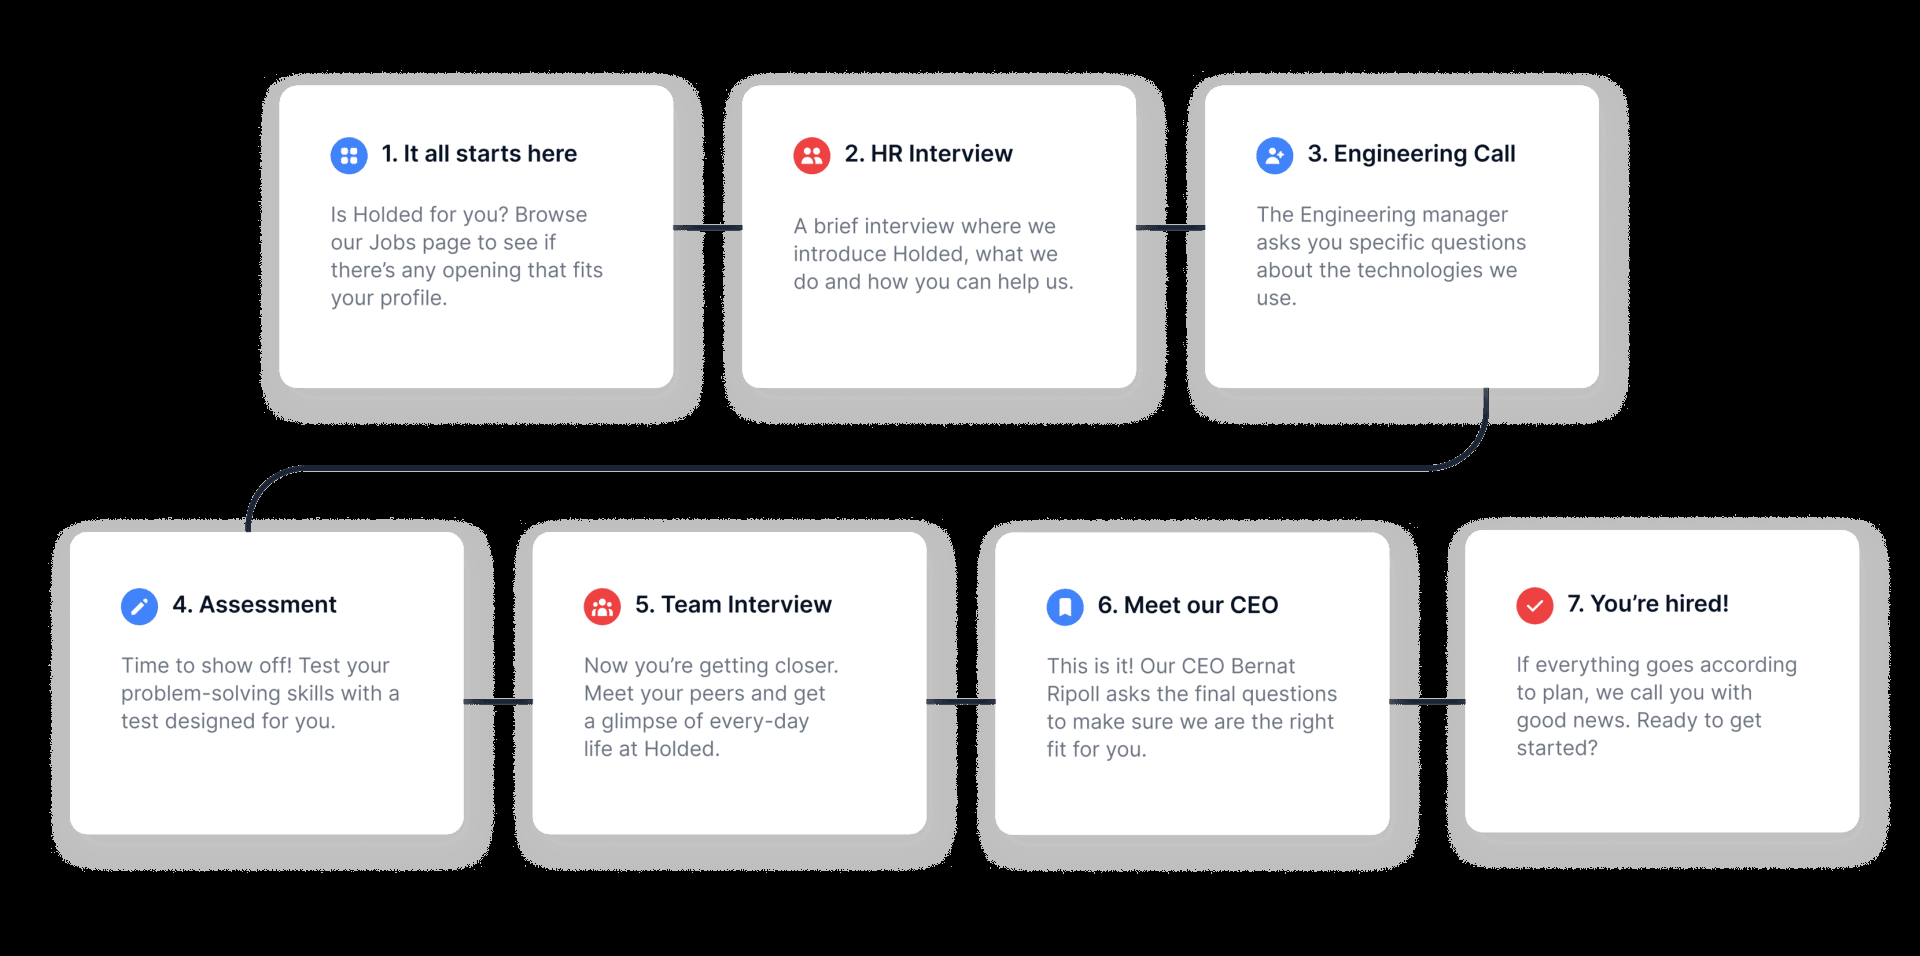 1. It all starts here
Is Holded for you? Browse
our Jobs page to see if
there’s any opening that fits
your profile.
2. HR Interview
A brief interview where we
introduce Holded, what we
do and how you can help us.
3. Engineering Call
The Engineering manager
asks you specific questions
about the technologies we
use.
4. Assessment
Time to show off! Test your
problem-solving skills with a
test designed for you.
5. Team Interview
Now you’re getting closer.
Meet your peers and get
a glimpse of every-day
life at Holded.
6. Meet our CEO
This is it! Our CEO Bernat
Ripoll asks the final questions
to make sure we are the right
fit for you.
7. You’re hired!
If everything goes according
to plan, we call you with
good news. Ready to get
started?